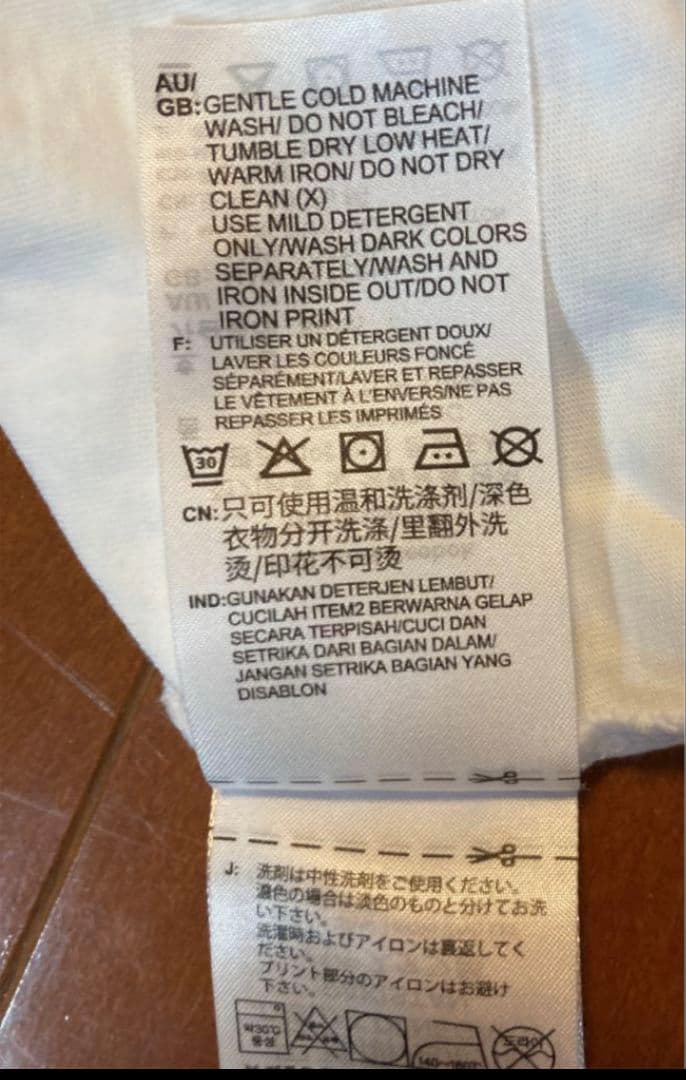 AU/
GB:GENTLE COLD MACHINE
WASH/ DO NOT BLEACH/
TUMBLE DRY LOW HEAT/
WARM IRON/ DO NOT DRY
CLEAN (X)
USE MILD DETERGENT
ONLY/WASH DARK COLORS
SEPARATELY/WASH AND
IRON INSIDE OUT/DO NOT
IRON PRINT
F: UTILISER UN DÉTERGENT DOUX/
LAVER LES COULEURS FONCÉ
SÉPARÉMENT/LAVER ET REPASSER
LE VÊTEMENT À L'ENVERS/NE PAS
REPASSER LES IMPRIMÉS
30
CN:只可使用温和洗涤剂/深色
衣物分开洗涤/里翻外洗
烫/印花不可烫
IND:GUNAKAN DETERJEN LEMBUT/
CUCILAH ITEM2 BERWARNA GELAP
SECARA TERPISAH/CUCI DAN
SETRIKA DARI BAGIAN DALAM/
JANGAN SETRIKA BAGIAN YANG
DISABLON
J: 洗剤は中性洗剤をご使用ください。
濃色の場合は淡色のものと分けてお洗
い下さい。
洗濯時およびアイロンは裏返してく
ださい。
プリント部分のアイロンはお避け
下さい。
약30℃
중성
드라이